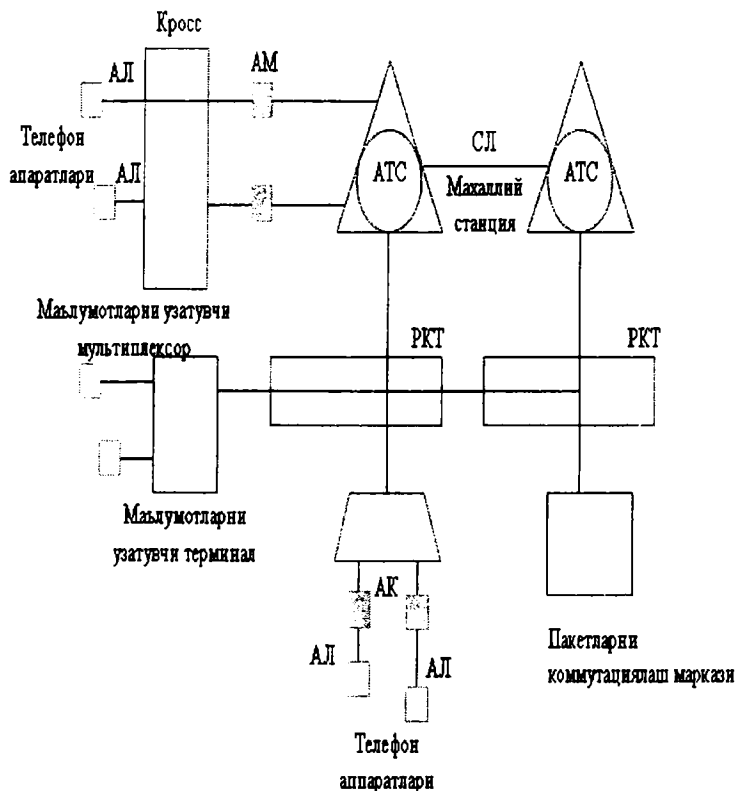 Кросс
АЛ
АМ
Телефон
апаратлари
АЛ
АТС
СЛ
АТС
Махаллий
станция
Маълумотларни узатувчи
мультиплексор
РКТ
РКТ
Маълумотларни
узатувчи терминал
АК
АЛ
АЛ
Пакетларни
коммутациялаш маркази
Телефон
аппаратлари